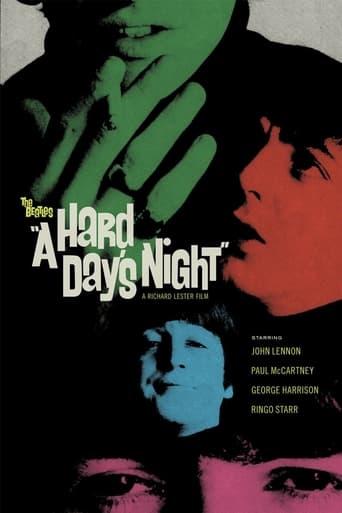 THE
BEATLES
"A HARD
DAY'S NIGHT"
A RICHARD LESTER FILM
STARRING
JOHN LENNON
PAUL McCARTNEY
GEORGE HARRISON
RINGO STARR